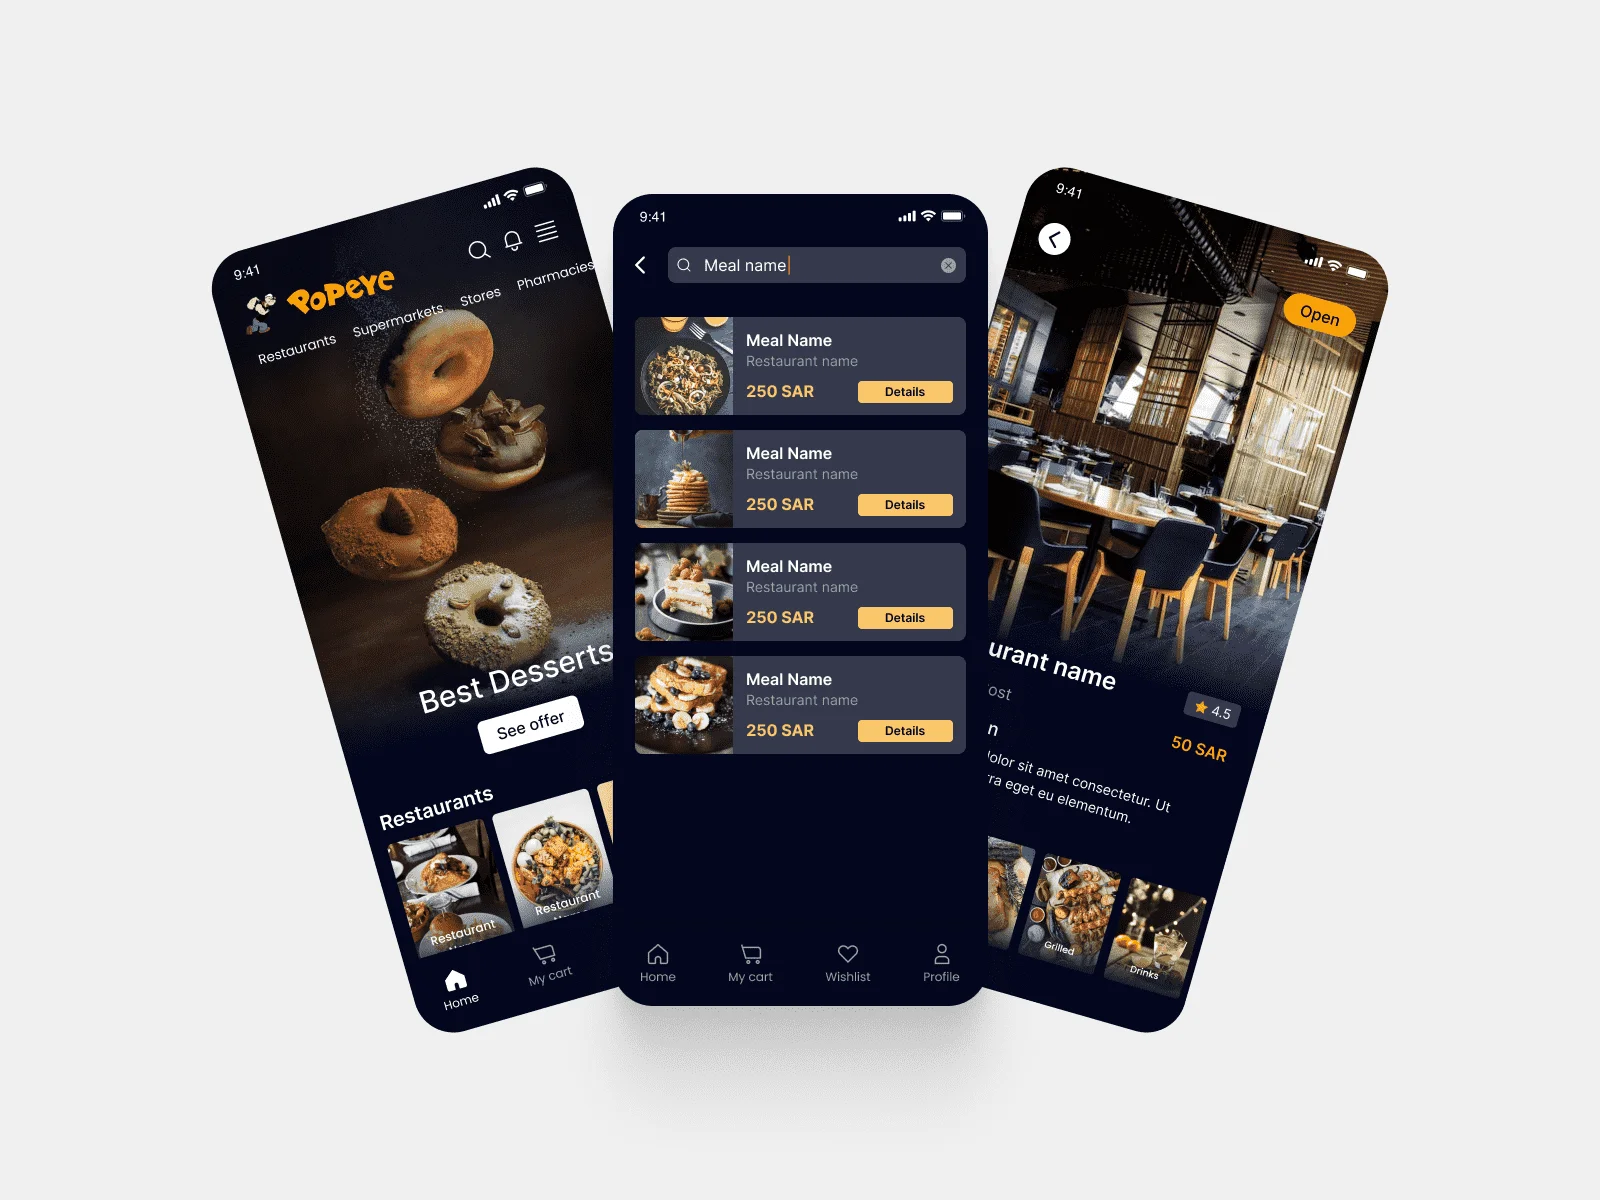 9:41
POPEYE
Restaurants Supermarkets Stores Pharmacies
Best Desserts
See offer
Restaurants
Restaurant
Restaurant
Home
My cart
9:41
Meal name
Meal Name
Restaurant name
250 SAR
Details
Meal Name
Restaurant name
250 SAR
Details
Meal Name
Restaurant name
250 SAR
Details
Meal Name
Restaurant name
250 SAR
Details
Home
My cart
Wishlist
Profile
9:41
Open
urant name
4.5
50 SAR
dolor sit amet consectetur. Ut
eget eu elementum.
Grilled
Drinks